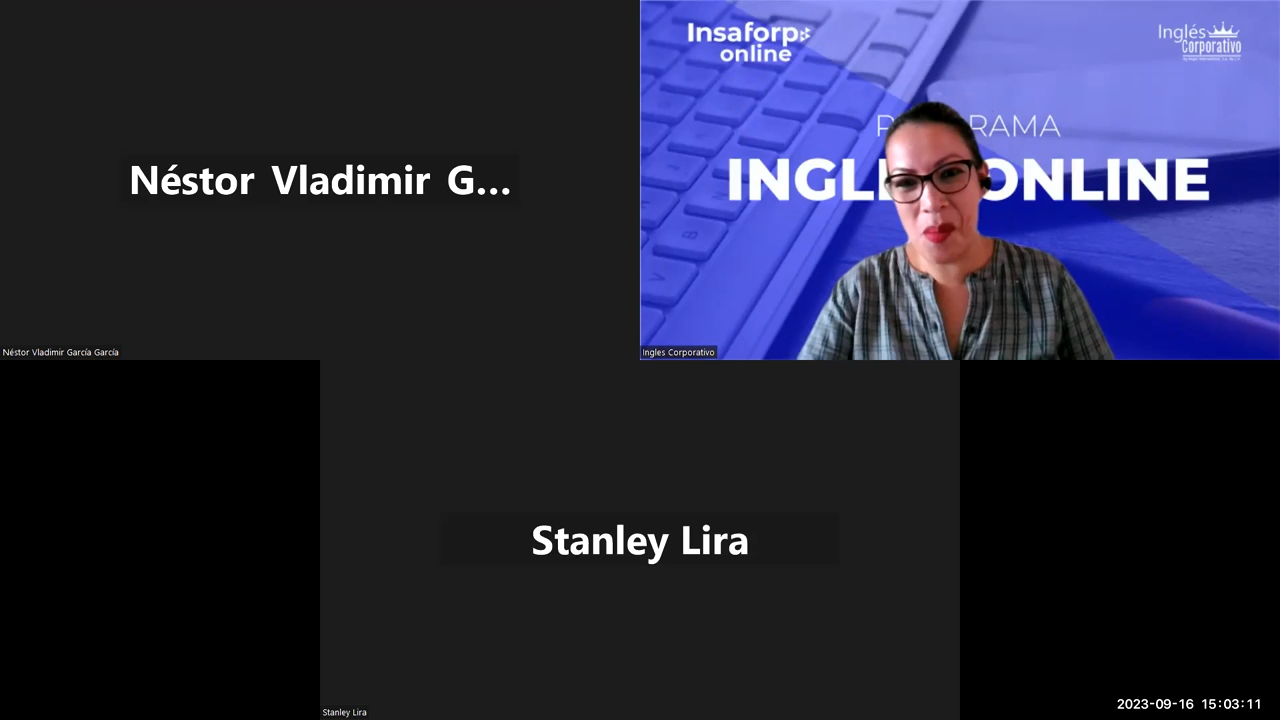 Néstor Vladimir G...
Néstor Vladimir García García
Insaforp
online
Inglés
Corporativo
RAMA
INGL ONLINE
Ingles Corporativo
Stanley Lira
Stanley Lira
2023-09-16 15:03:11